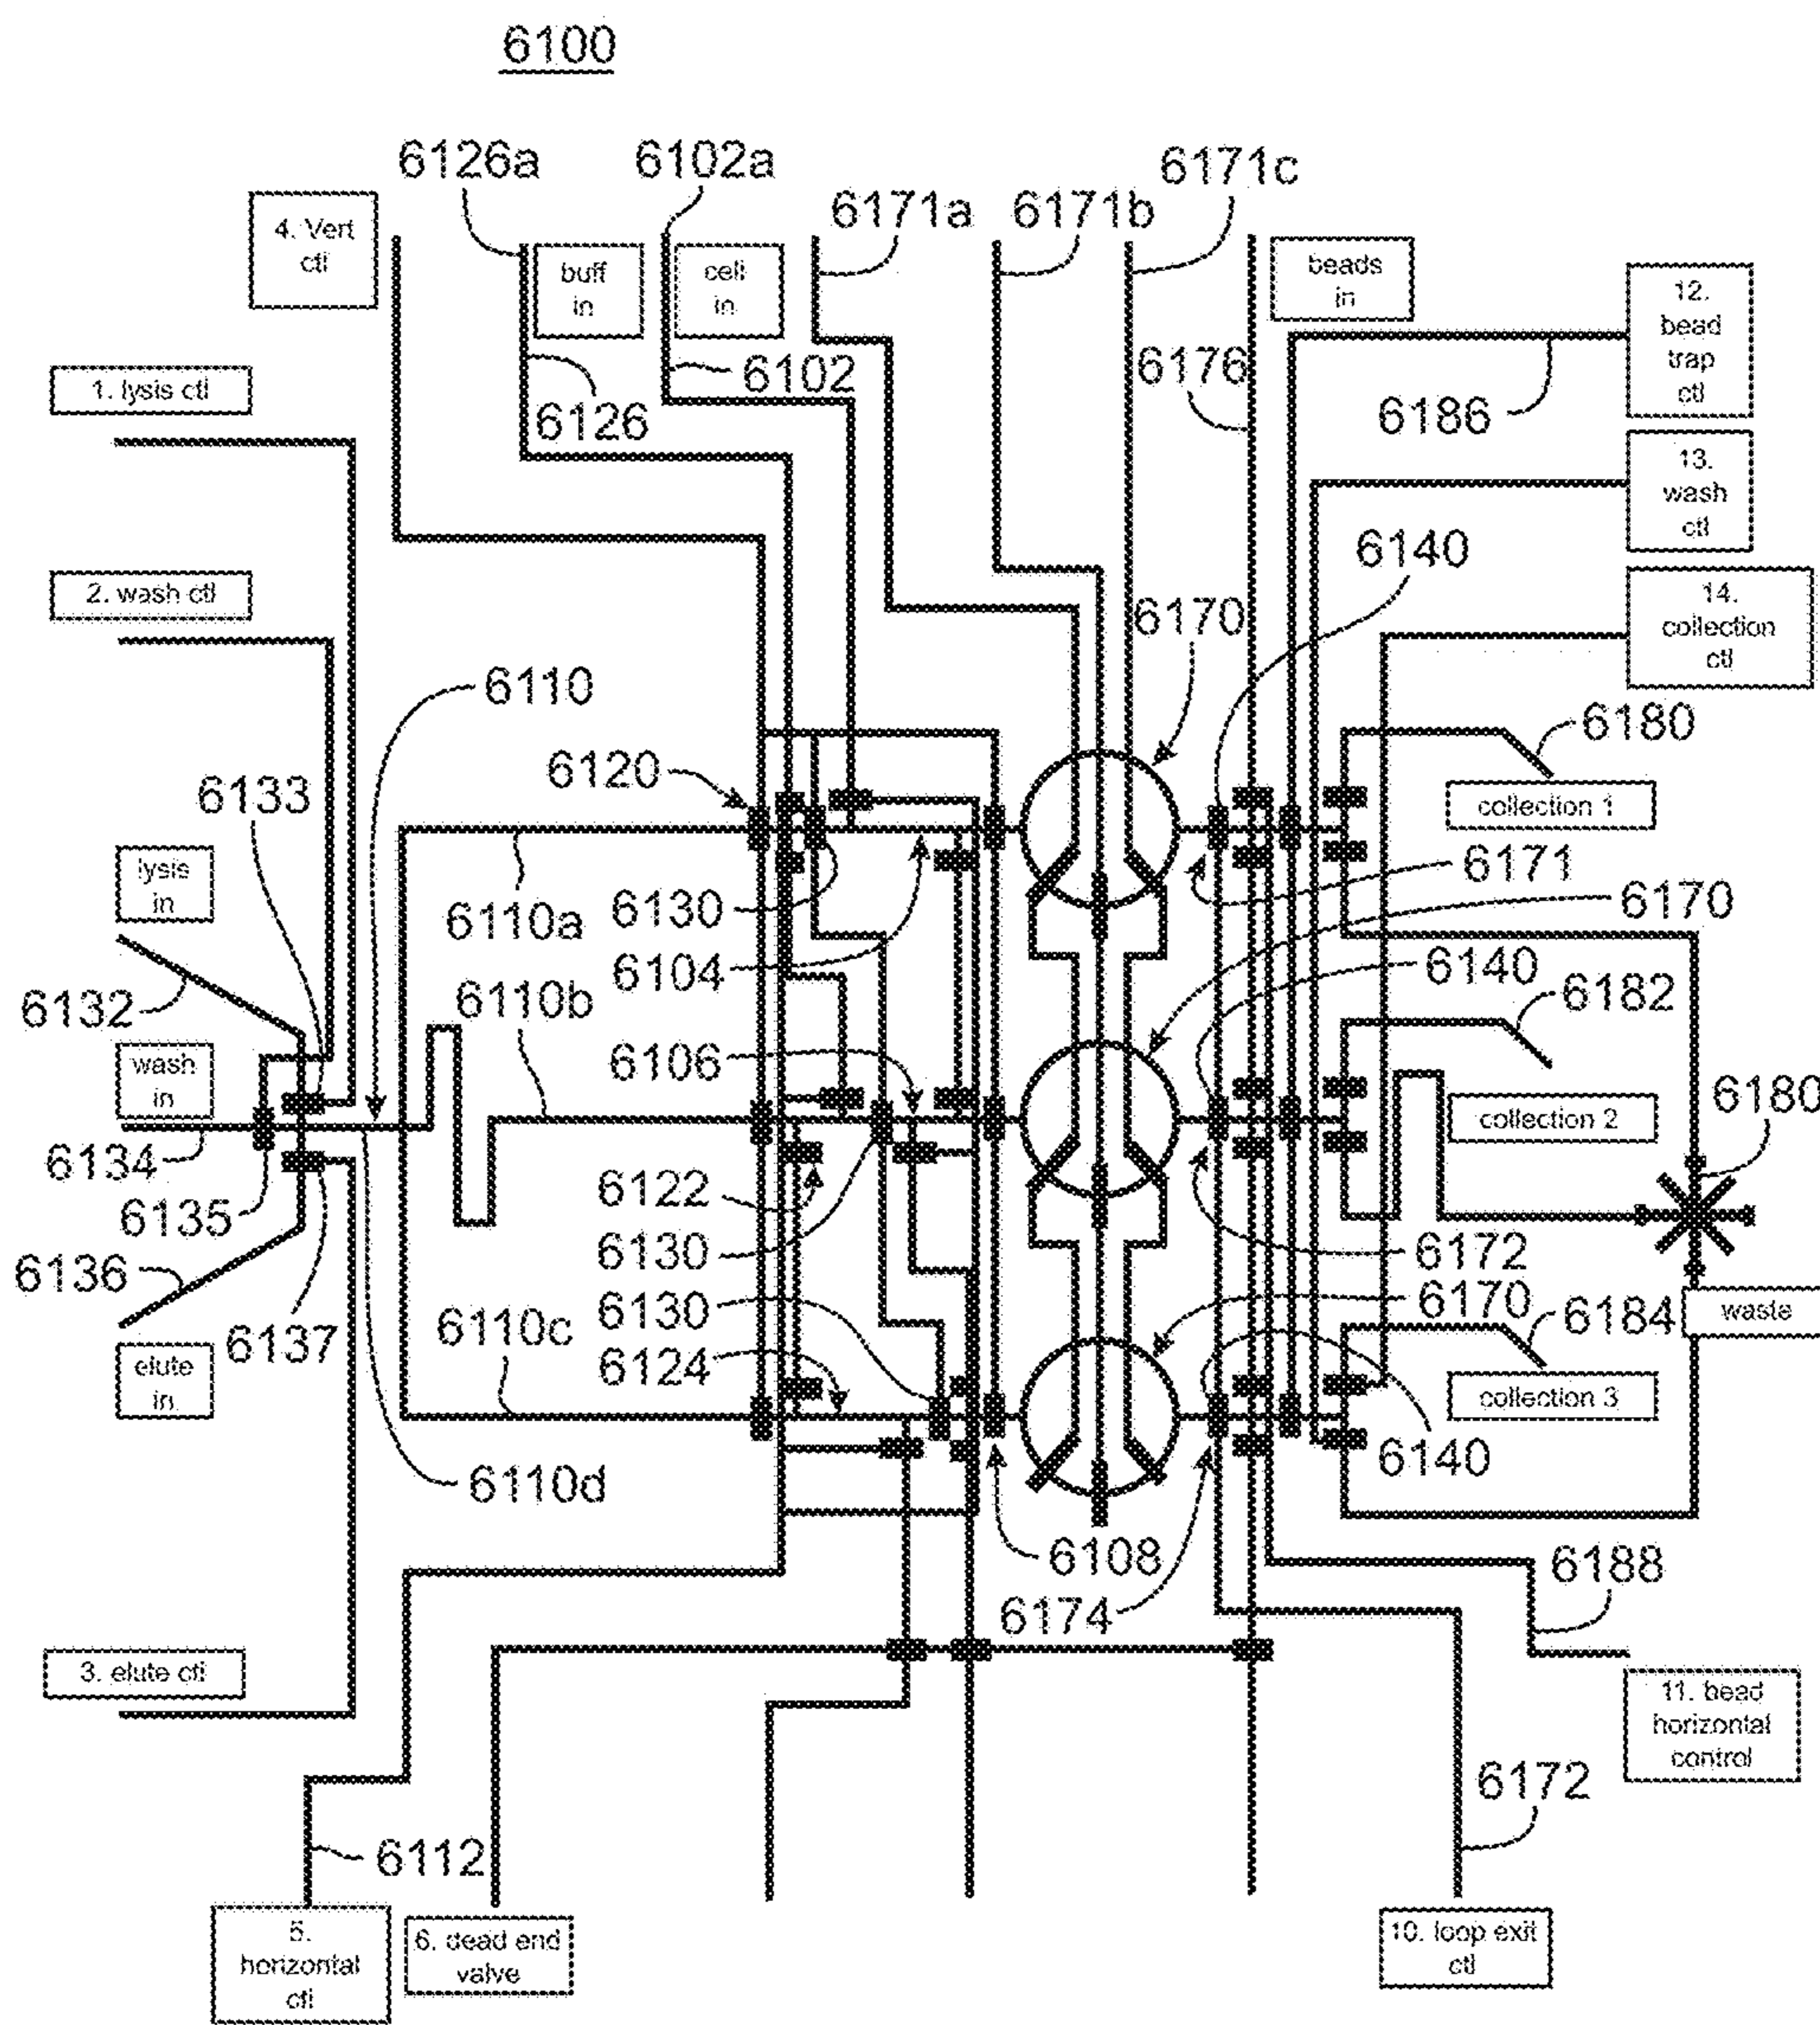 6100
6126a
6102a
6171a
6171b
6171c
4. Vert
ctl
buff
in
cell
in
beads
in
12.
bead
trap
ctl
6102
6176
6186
1. lysis ctl
6126
13.
wash
ctl
6140
2. wash ctl
14.
collection
ctl
6170
6110
6180
6120
6133
collection 1
lysis
in
6110a
6130
6171
6170
6104
6140
6132
6110b
6182
wash
in
6106
collection 2
6180
6134
6135
6122
6130
6172
6136
6137
6110c
6130
6170
6184
waste
elute
in
6124
collection 3
6110d
6140
6108
6188
6174
3. elute ctl
11. bead
horizontal
control
6172
6112
5.
horizontal
ctl
6. dead end
valve
10. loop exit
ctl